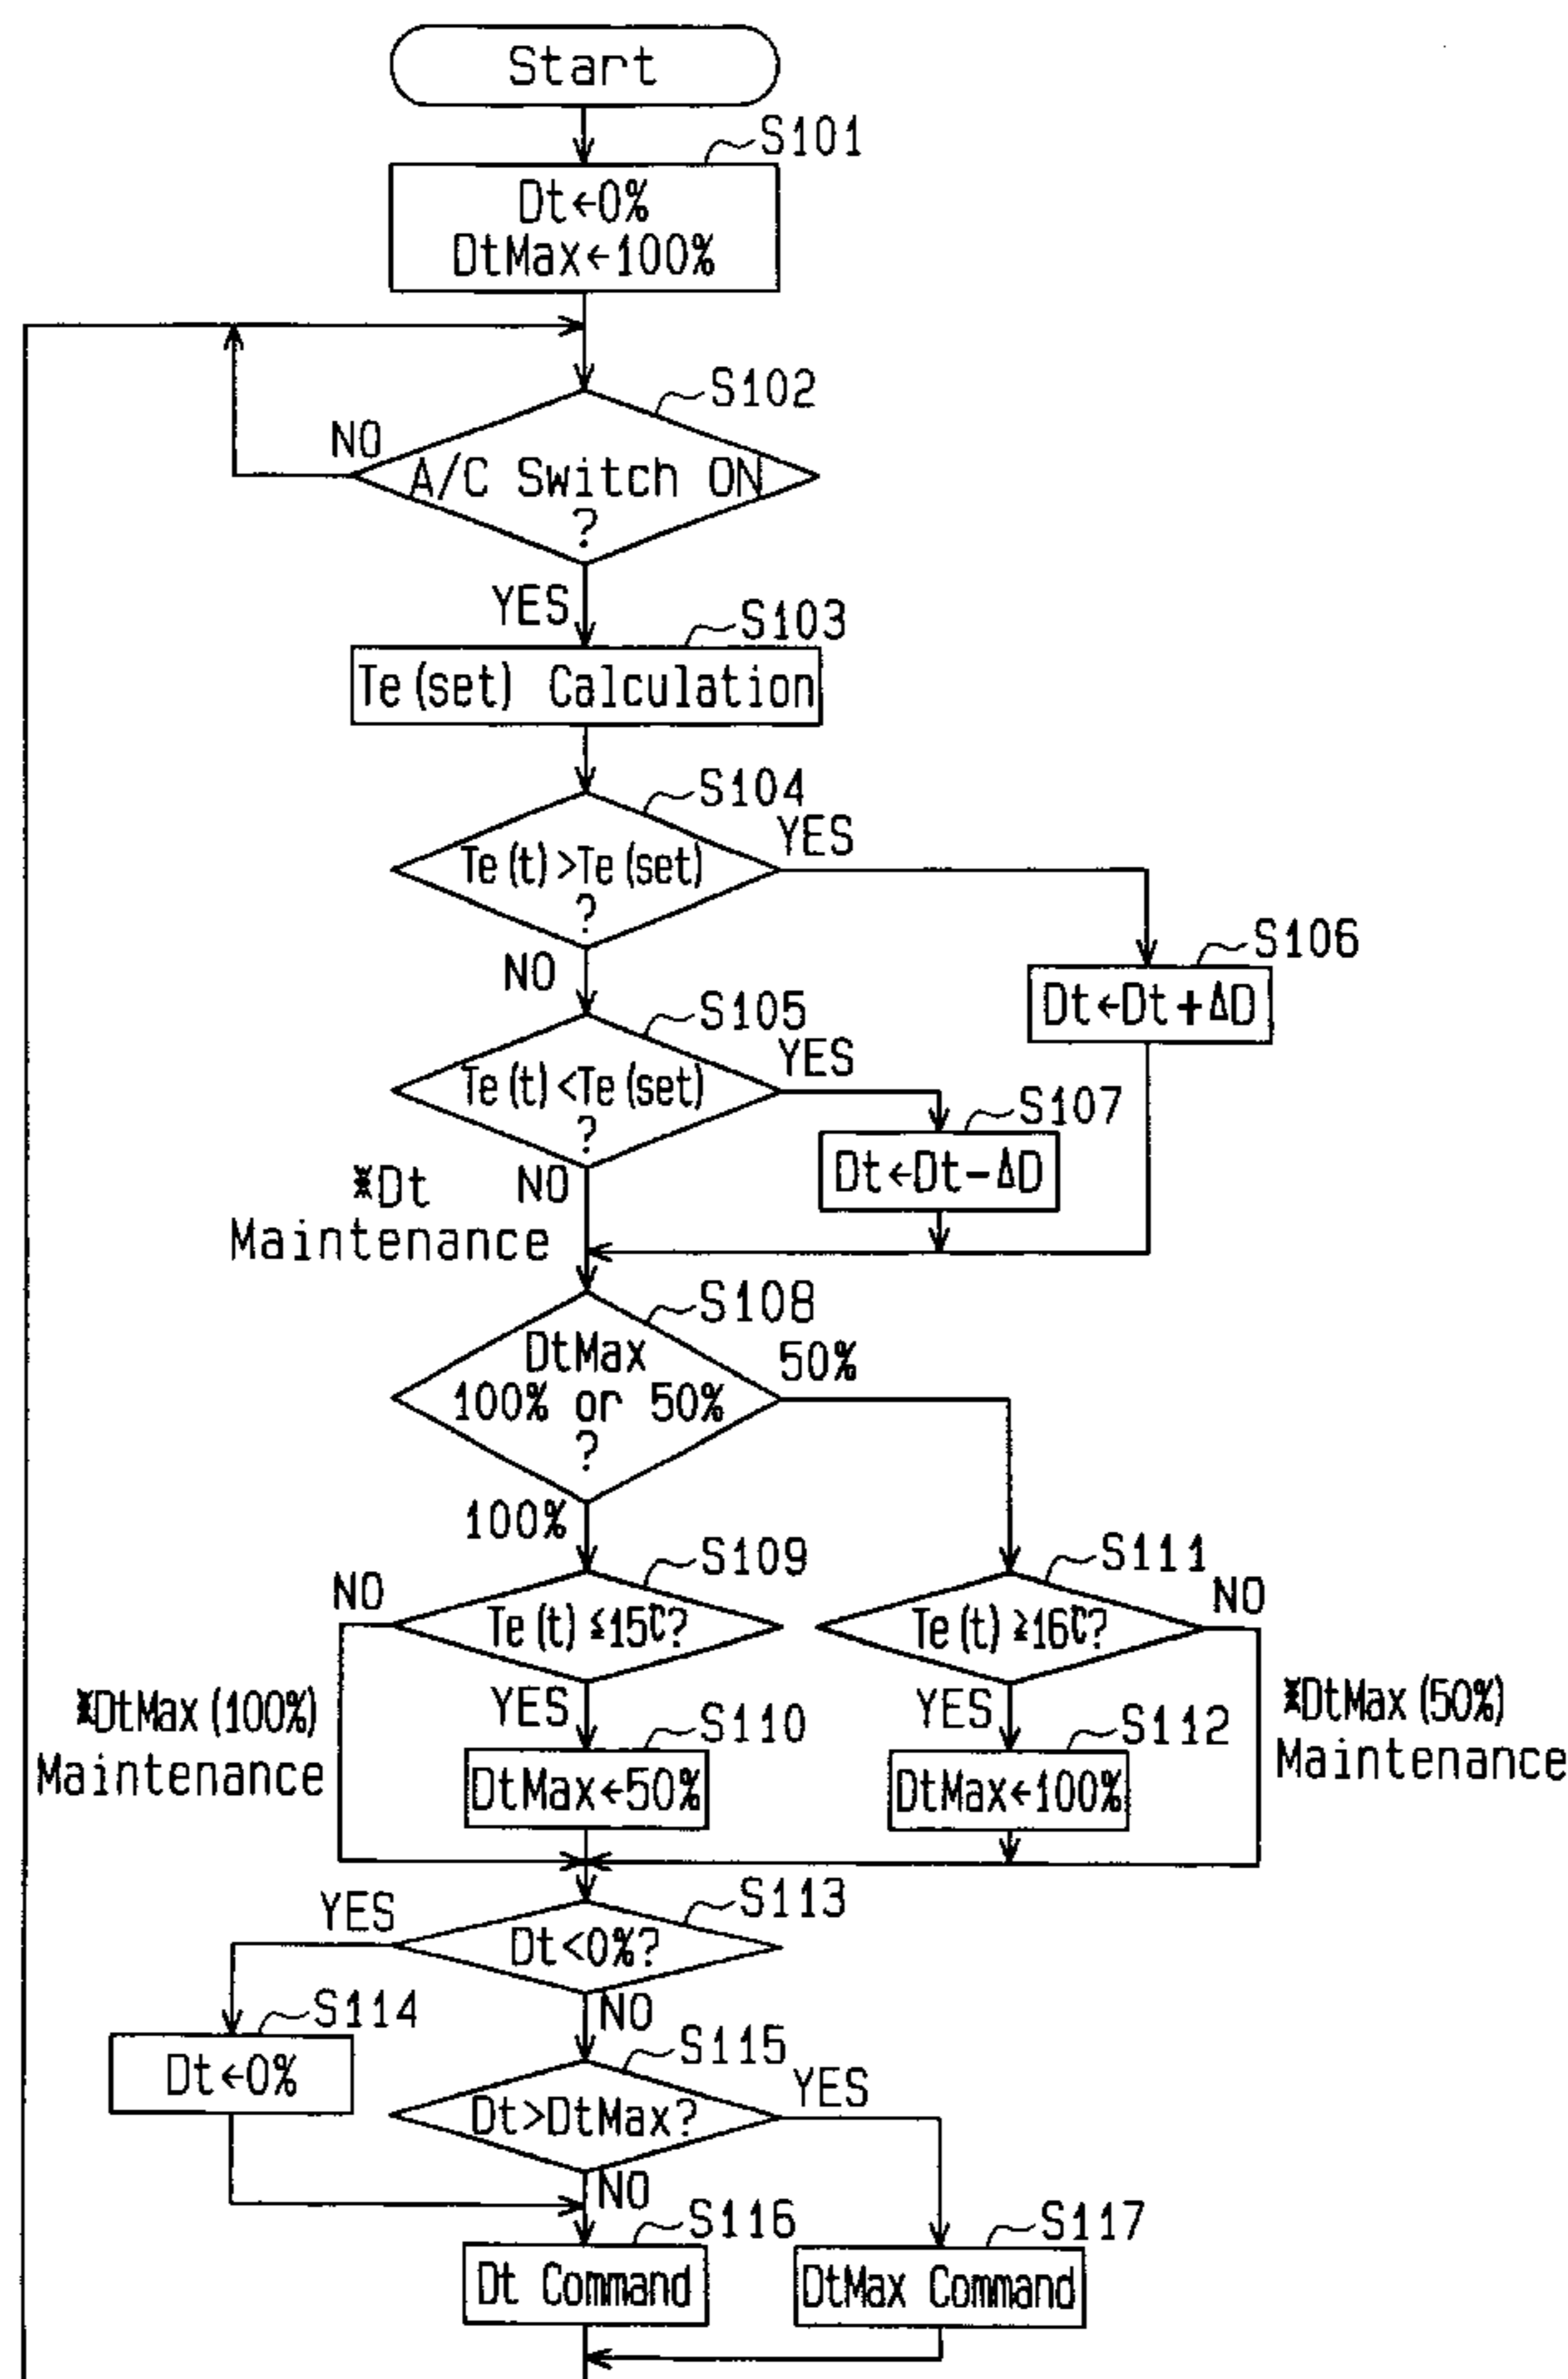 Start
S101
Dt←0%
DtMax←100%
S102
NO
A/C Switch ON
?
YES
S103
Te(set) Calculation
S104
YES
Te(t)>Te(set)
?
NO
S106
Dt←Dt+ΔD
S105
YES
Te(t)<Te(set)
?
S107
Dt←Dt-ΔD
※Dt
Maintenance
NO
S108
DtMax
100% or 50%
?
50%
100%
S109
NO
Te(t)≦15℃?
S111
NO
Te(t)≧16℃?
※DtMax(100%)
Maintenance
YES
S110
DtMax←50%
YES
S112
DtMax←100%
※DtMax(50%)
Maintenance
S113
YES
Dt<0%?
NO
S114
Dt←0%
S115
YES
Dt>DtMax?
NO
S116
Dt Command
S117
DtMax Command